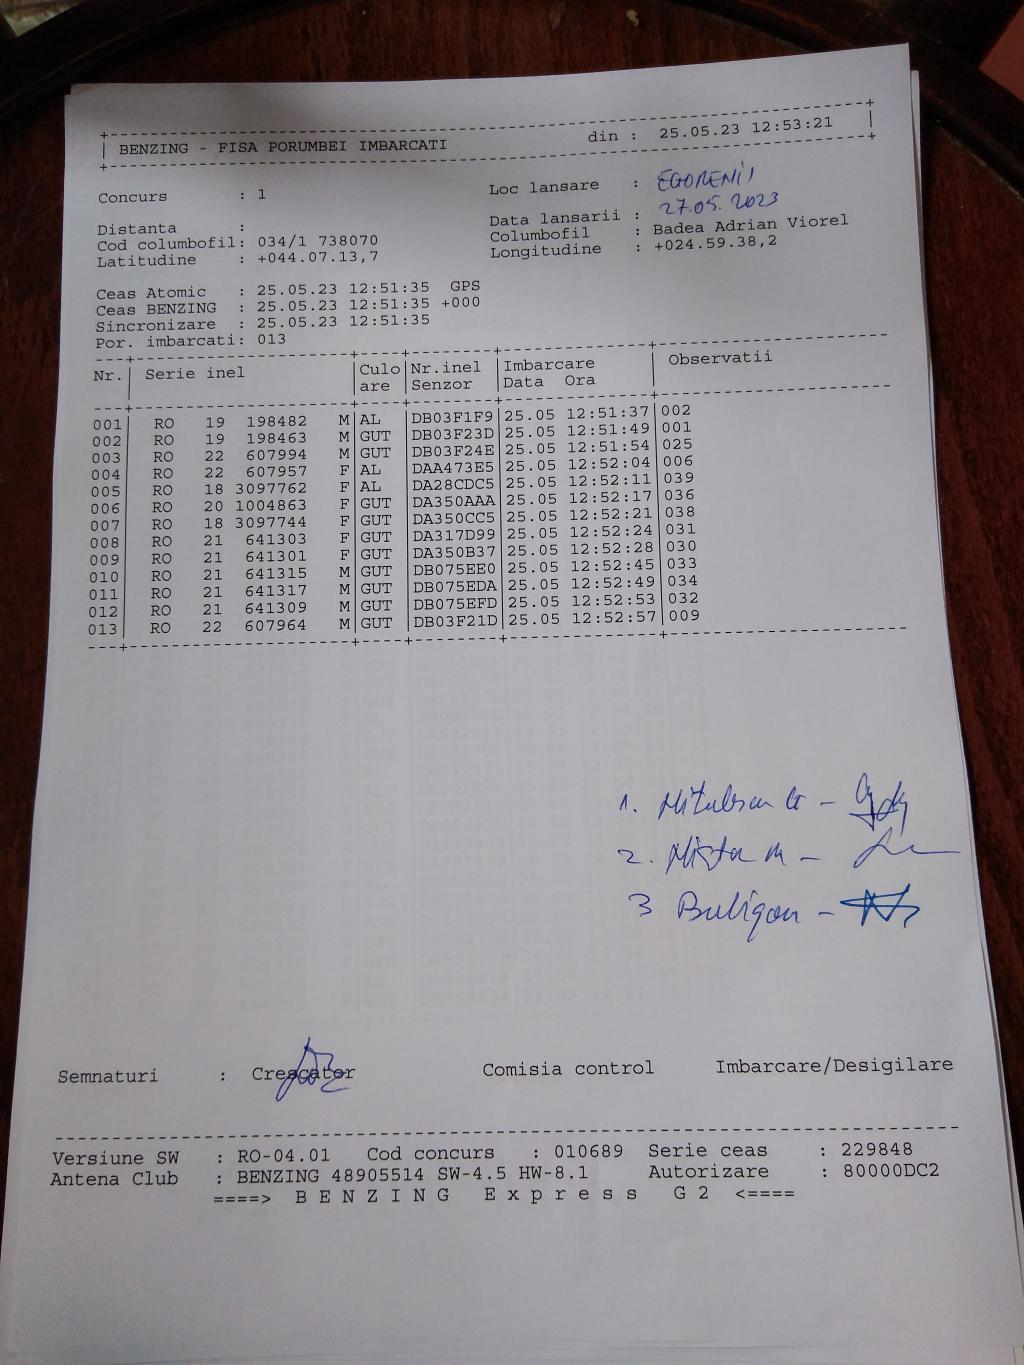 BENZING - FISA PORUMBEI IMBARCATI din : 25.05.23 12:53:21
Concurs : 1 Loc lansare :
Distanta : Data lansarii : 27.05.2023
Cod columbofil: 034/1 738070 Columbofil : Badea Adrian Viorel
Latitudine : +044.07.13,7 Longitudine : +024.59.38,2
Ceas Atomic : 25.05.23 12:51:35 GPS
Ceas BENZING : 25.05.23 12:51:35 +000
Sincronizare : 25.05.23 12:51:35
Por. imbarcati: 013
Nr. Serie inel Culo Nr.inel Imbarcare Observatii
are Senzor Data Ora
001 RO 19 198482 M AL DB03F1F9 25.05 12:51:37 002
002 RO 19 198463 M GUT DB03F23D 25.05 12:51:49 001
003 RO 22 607994 M GUT DB03F24E 25.05 12:51:54 025
004 RO 22 607957 F AL DAA473E5 25.05 12:52:04 006
005 RO 18 3097762 F AL DA28CDC5 25.05 12:52:11 039
006 RO 20 1004863 F GUT DA350AAA 25.05 12:52:17 036
007 RO 18 3097744 F GUT DA350CC5 25.05 12:52:21 038
008 RO 21 641303 F GUT DA317D99 25.05 12:52:24 031
009 RO 21 641301 F GUT DA350B37 25.05 12:52:28 030
010 RO 21 641315 M GUT DB075EE0 25.05 12:52:45 033
011 RO 21 641317 M GUT DB075EDA 25.05 12:52:49 034
012 RO 21 641309 M GUT DB075EFD 25.05 12:52:53 032
013 RO 22 607964 M GUT DB03F21D 25.05 12:52:57 009
1.
2.
3
Semnaturi : Crescator Comisia control Imbarcare/Desigilare
Versiune SW : RO-04.01 Cod concurs : 010689 Serie ceas : 229848
Antena Club : BENZING 48905514 SW-4.5 HW-8.1 Autorizare : 80000DC2
====> B E N Z I N G E x p r e s s G 2 <====